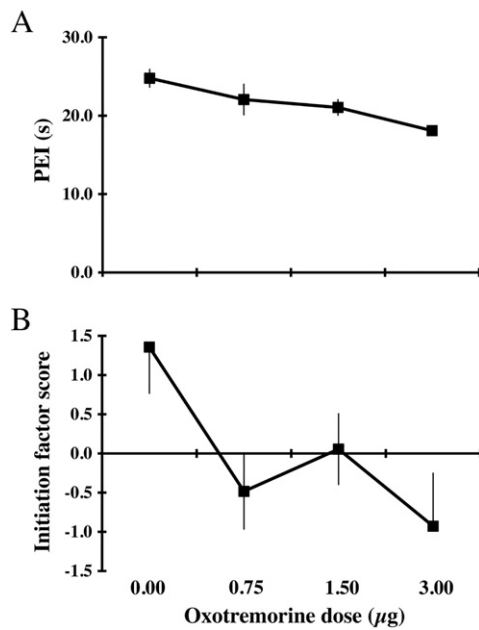 A
30.0
20.0
10.0
0.0
PEI (s)
B
1.5
1.0
0.5
0.0
-0.5
-1.0
-1.5
Initiation factor score
0.00 0.75 1.50 3.00
Oxotremorine dose (µg)